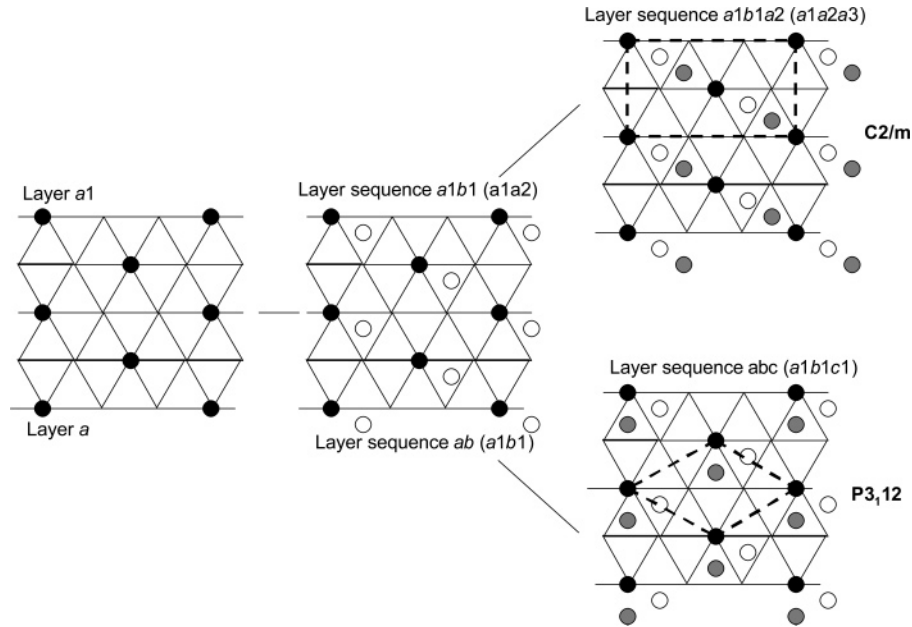 Layer sequence a1b1a2 (a1a2a3)
C2/m
Layer a1
Layer sequence a1b1 (a1a2)
Layer a
Layer sequence ab (a1b1)
Layer sequence abc (a1b1c1)
P3₁12